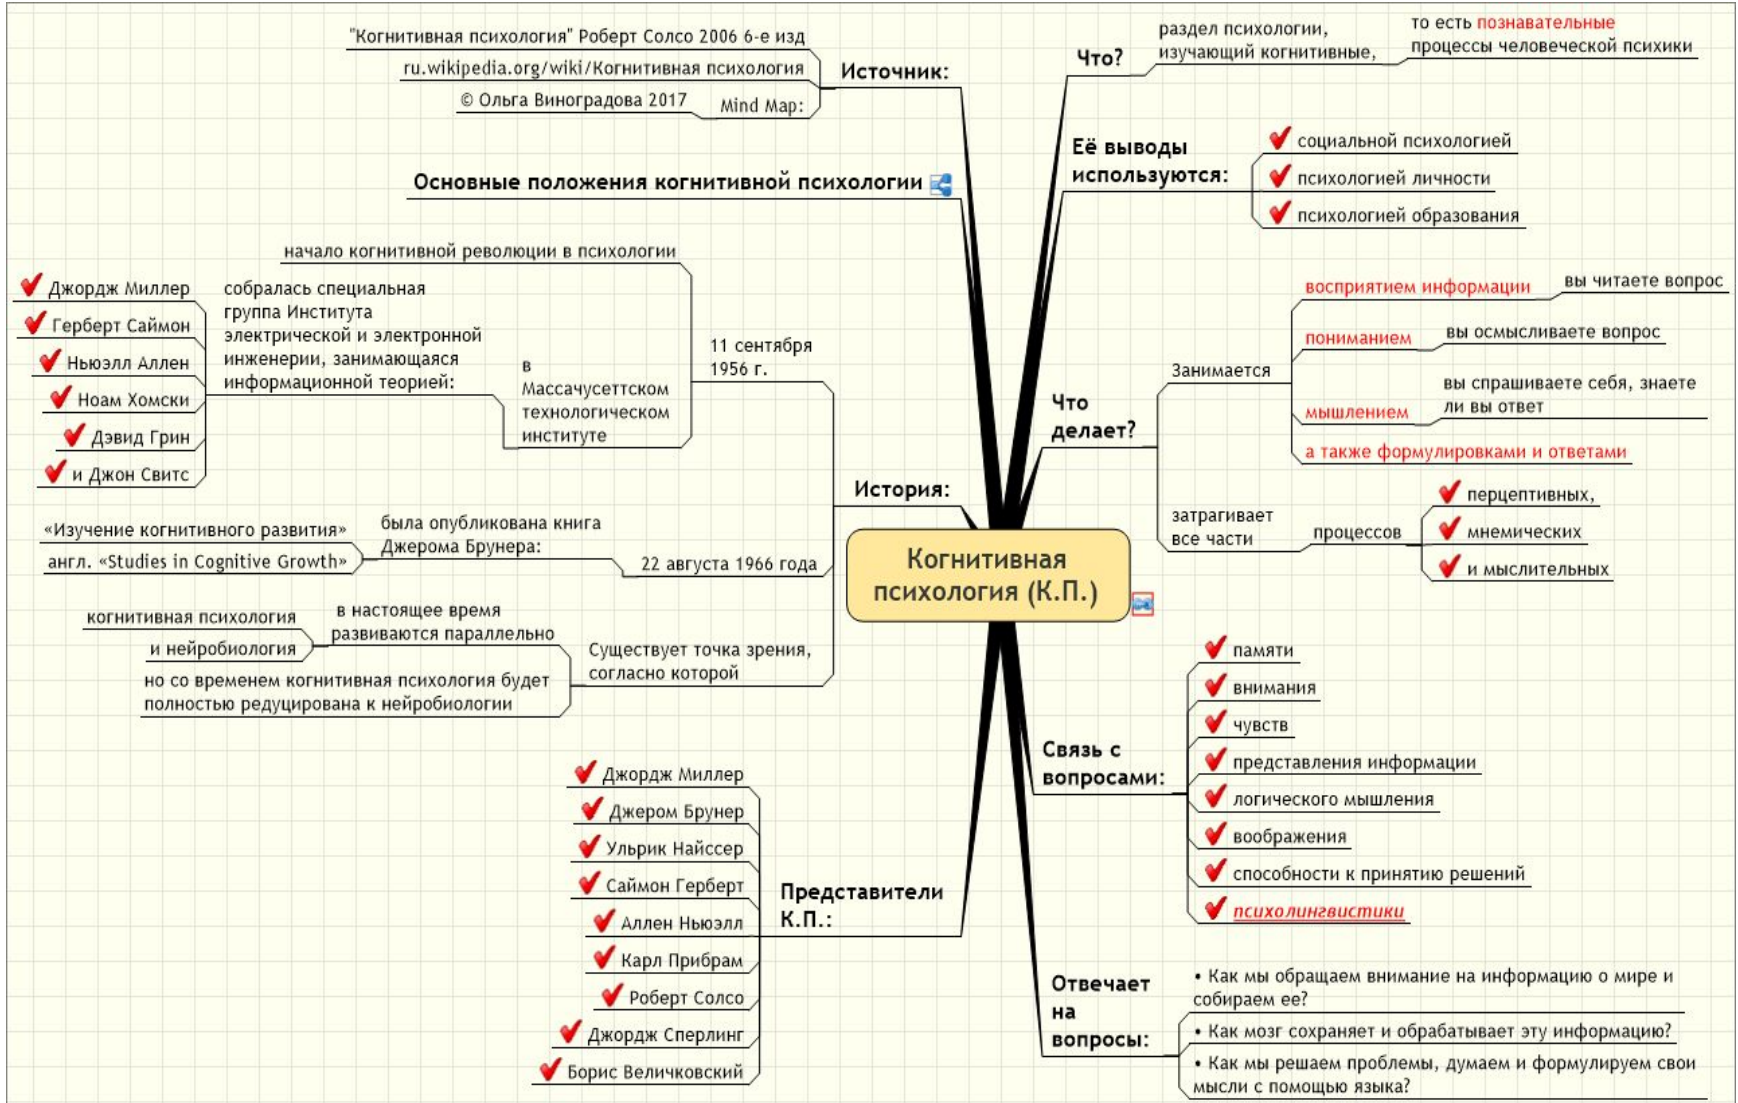 "Когнитивная психология" Роберт Солсо 2006 6-е изд
ru.wikipedia.org/wiki/Когнитивная психология
© Ольга Виноградова 2017
Mind Map:
Источник:
Основные положения когнитивной психологии
начало когнитивной революции в психологии
Джордж Миллер
Герберт Саймон
Ньюэлл Аллен
Ноам Хомски
Дэвид Грин
и Джон Свитс
собралась специальная
группа Института
электрической и электронной
инженерии, занимающаяся
информационной теорией:
в
Массачусеттском
технологическом
институте
11 сентября
1956 г.
История:
«Изучение когнитивного развития»
англ. «Studies in Cognitive Growth»
была опубликована книга
Джерома Брунера:
22 августа 1966 года
когнитивная психология
и нейробиология
в настоящее время
развиваются параллельно
но со временем когнитивная психология будет
полностью редуцирована к нейробиологии
Существует точка зрения,
согласно которой
Джордж Миллер
Джером Брунер
Ульрик Найссер
Саймон Герберт
Аллен Ньюэлл
Карл Прибрам
Роберт Солсо
Джордж Сперлинг
Борис Величковский
Представители
К.П.:
Когнитивная
психология (К.П.)
Что?
раздел психологии,
изучающий когнитивные,
то есть познавательные
процессы человеческой психики
Её выводы
используются:
социальной психологией
психологией личности
психологией образования
Что
делает?
Занимается
восприятием информации
вы читаете вопрос
пониманием
вы осмысливаете вопрос
мышлением
вы спрашиваете себя, знаете
ли вы ответ
а также формулировками и ответами
затрагивает
все части
процессов
перцептивных,
мнемических
и мыслительных
Связь с
вопросами:
памяти
внимания
чувств
представления информации
логического мышления
воображения
способности к принятию решений
психолингвистики
Отвечает
на
вопросы:
• Как мы обращаем внимание на информацию о мире и
собираем ее?
• Как мозг сохраняет и обрабатывает эту информацию?
• Как мы решаем проблемы, думаем и формулируем свои
мысли с помощью языка?